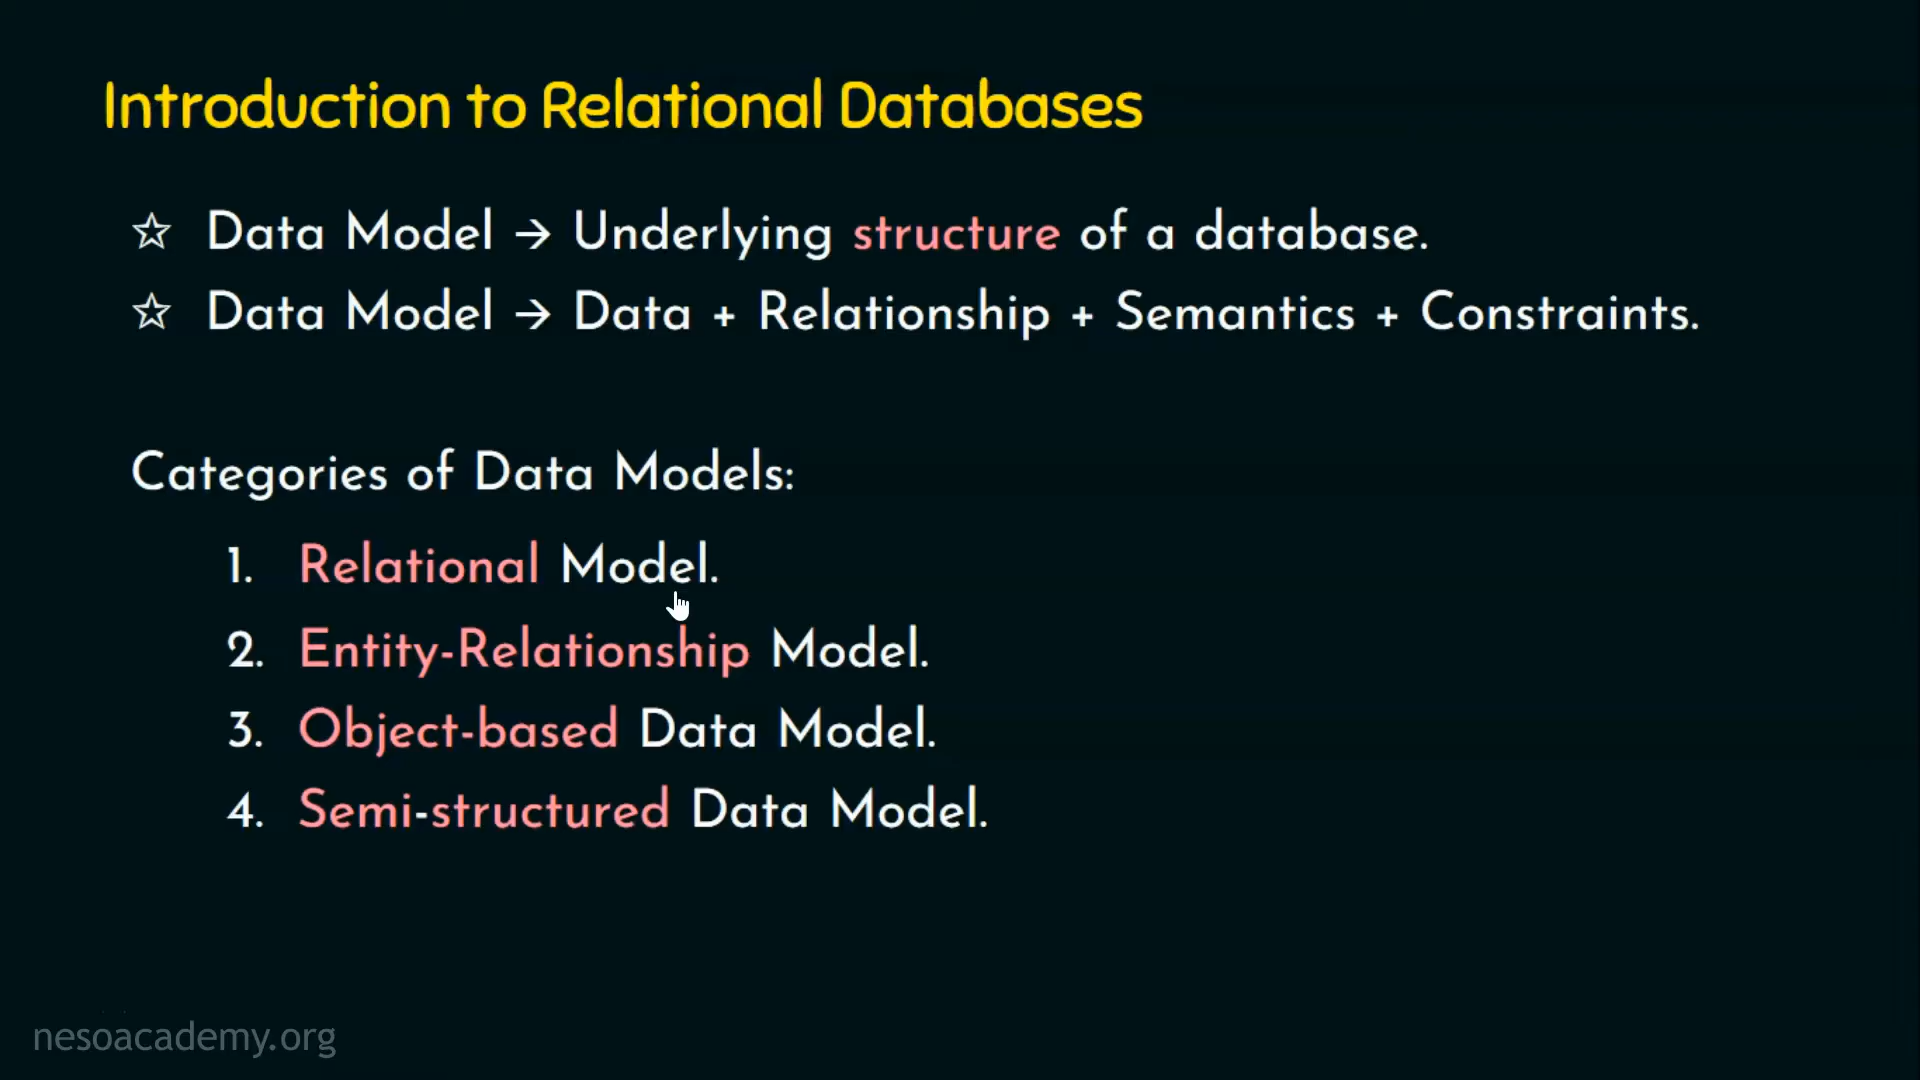 Introduction to Relational Databases
☆ Data Model → Underlying structure of a database.
☆ Data Model → Data + Relationship + Semantics + Constraints.
Categories of Data Models:
1. Relational Model.
2. Entity-Relationship Model.
3. Object-based Data Model.
4. Semi-structured Data Model.
nesoacademy.org